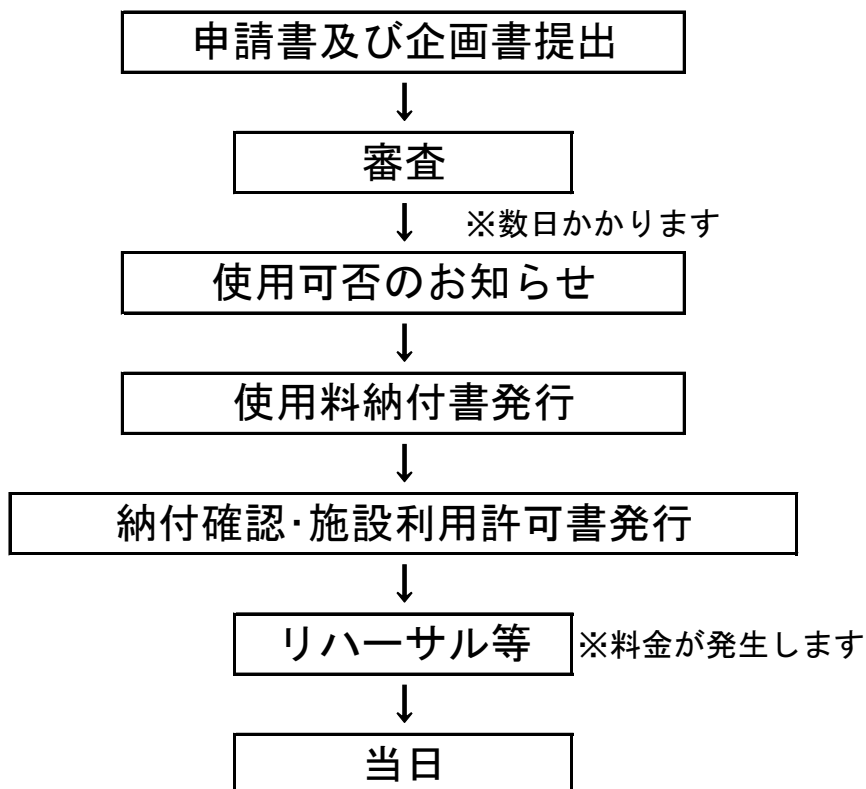 申請書及び企画書提出
↓
審査
↓ ※数日かかります
使用可否のお知らせ
↓
使用料納付書発行
↓
納付確認･施設利用許可書発行
↓
リハーサル等 ※料金が発生します
↓
当日